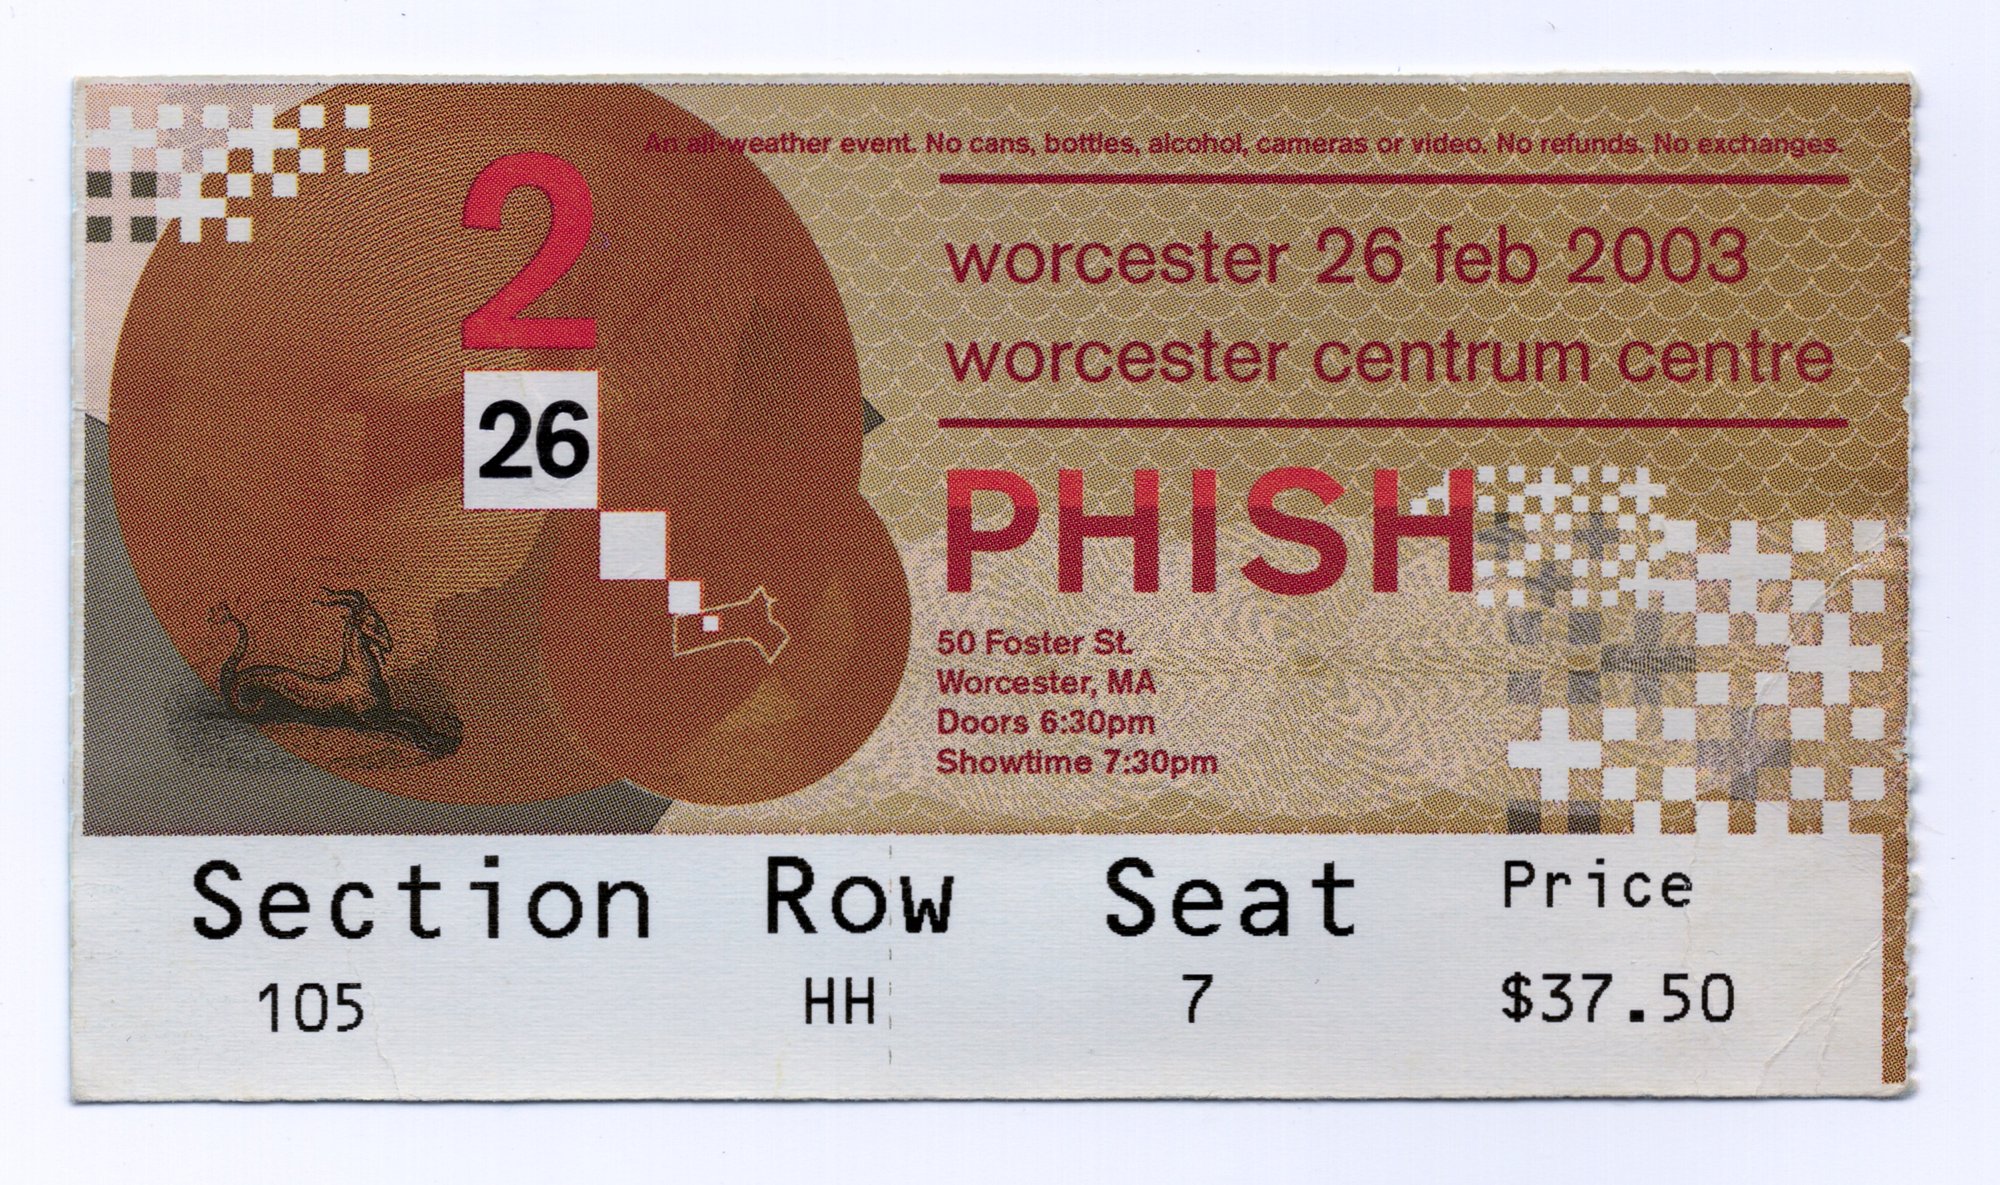 An all-weather event. No cans, bottles, alcohol, cameras or video. No refunds. No exchanges.
2
26
worcester 26 feb 2003
worcester centrum centre
PHISH
50 Foster St.
Worcester, MA
Doors 6:30pm
Showtime 7:30pm
Section Row Seat Price
105 HH 7 $37.50